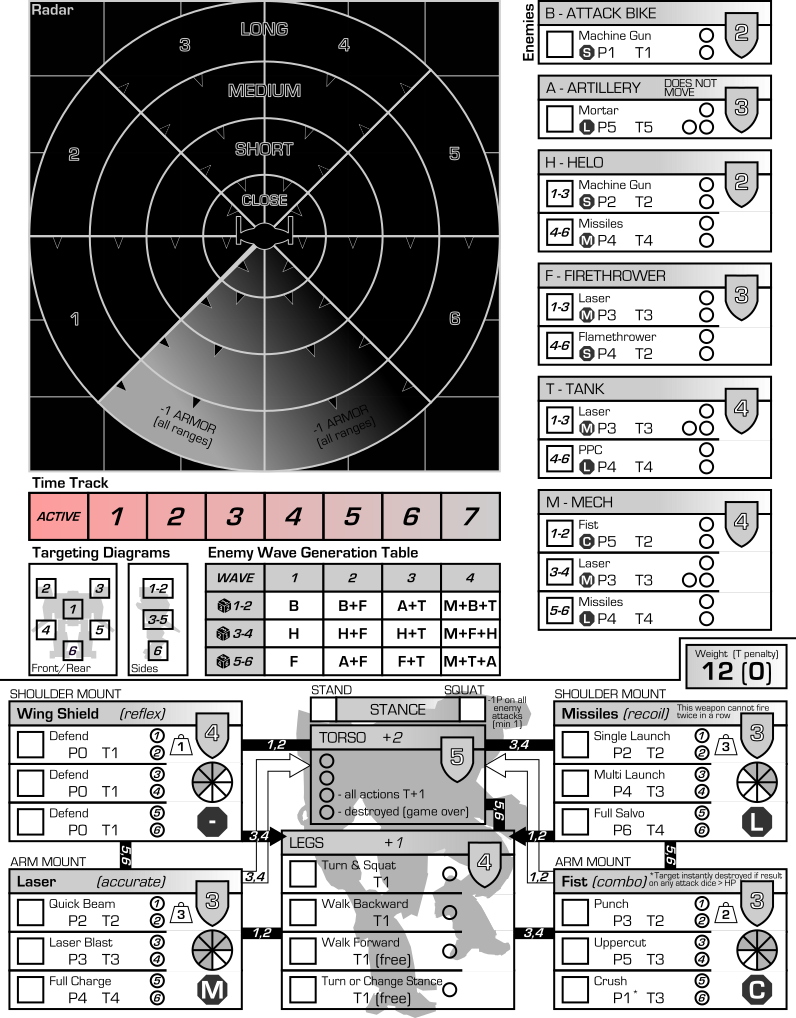 Radar
LONG
3
4
MEDIUM
2
5
SHORT
CLOSE
1
6
-1 ARMOR
(all ranges)
-1 ARMOR
(all ranges)
Time Track
ACTIVE 1 2 3 4 5 6 7
Targeting Diagrams
2 3
1
4 5
6
Front/Rear
1-2
3-5
6
Sides
Enemy Wave Generation Table
WAVE 1 2 3 4
1-2 B B+F A+T M+B+T
3-4 H H+F H+T M+F+H
5-6 F A+F F+T M+T+A
Enemies
B - ATTACK BIKE 2
Machine Gun
S P1 T1
A - ARTILLERY DOES NOT
MOVE 3
Mortar
L P5 T5
H - HELO 2
1-3 Machine Gun
S P2 T2
4-6 Missiles
M P4 T4
F - FIRETHROWER 3
1-3 Laser
M P3 T3
4-6 Flamethrower
S P4 T2
T - TANK 4
1-3 Laser
M P3 T3
4-6 PPC
L P4 T4
M - MECH 4
1-2 Fist
C P5 T2
3-4 Laser
M P3 T3
5-6 Missiles
L P4 T4
Weight (T penalty)
12 (0)
SHOULDER MOUNT
Wing Shield (reflex) 4
Defend 1
P0 T1 2
1
Defend 3
P0 T1 4
Defend 5
P0 T1 6
-
1,2
3,4
5,6
3,4
1,2
ARM MOUNT
Laser (accurate) 3
Quick Beam 1
P2 T2 2
3
Laser Blast 3
P3 T3 4
Full Charge 5
P4 T4 6
M
STAND SQUAT
STANCE
-1P on all
enemy
attacks
(min 1)
TORSO +2 5
- all actions T+1
- destroyed (game over)
5,6
LEGS +1 4
Turn & Squat
T1
Walk Backward
T1
Walk Forward
T1 (free)
Turn or Change Stance
T1 (free)
3,4
1,2
5,6
1,2
3,4
SHOULDER MOUNT
Missiles (recoil) This weapon cannot fire
twice in a row 3
Single Launch 1
P2 T2 2
3
Multi Launch 3
P4 T3 4
Full Salvo 5
P6 T4 6
L
ARM MOUNT
Fist (combo) *Target instantly destroyed if result
on any attack dice > HP 3
Punch 1
P3 T2 2
2
Uppercut 3
P5 T3 4
Crush 5
P1* T3 6
C